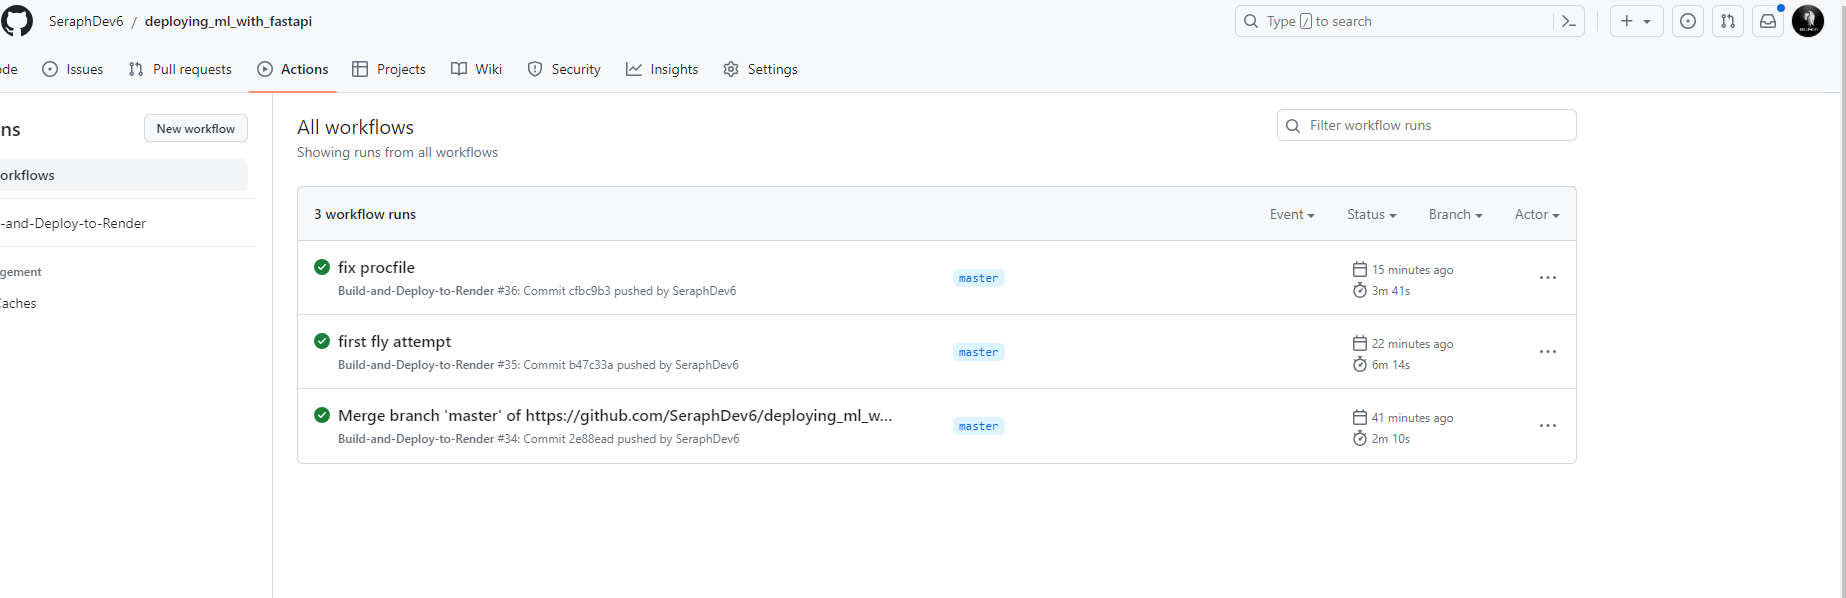 SeraphDev6 / deploying_ml_with_fastapi
Type / to search
ode Issues Pull requests Actions Projects Wiki Security Insights Settings
ns
New workflow
orkflows
-and-Deploy-to-Render
gement
Caches
All workflows
Showing runs from all workflows
Filter workflow runs
3 workflow runs
Event Status Branch Actor
fix procfile
Build-and-Deploy-to-Render #36: Commit cfbc9b3 pushed by SeraphDev6
master
15 minutes ago
3m 41s
first fly attempt
Build-and-Deploy-to-Render #35: Commit b47c33a pushed by SeraphDev6
master
22 minutes ago
6m 14s
Merge branch 'master' of https://github.com/SeraphDev6/deploying_ml_w...
Build-and-Deploy-to-Render #34: Commit 2e88ead pushed by SeraphDev6
master
41 minutes ago
2m 10s